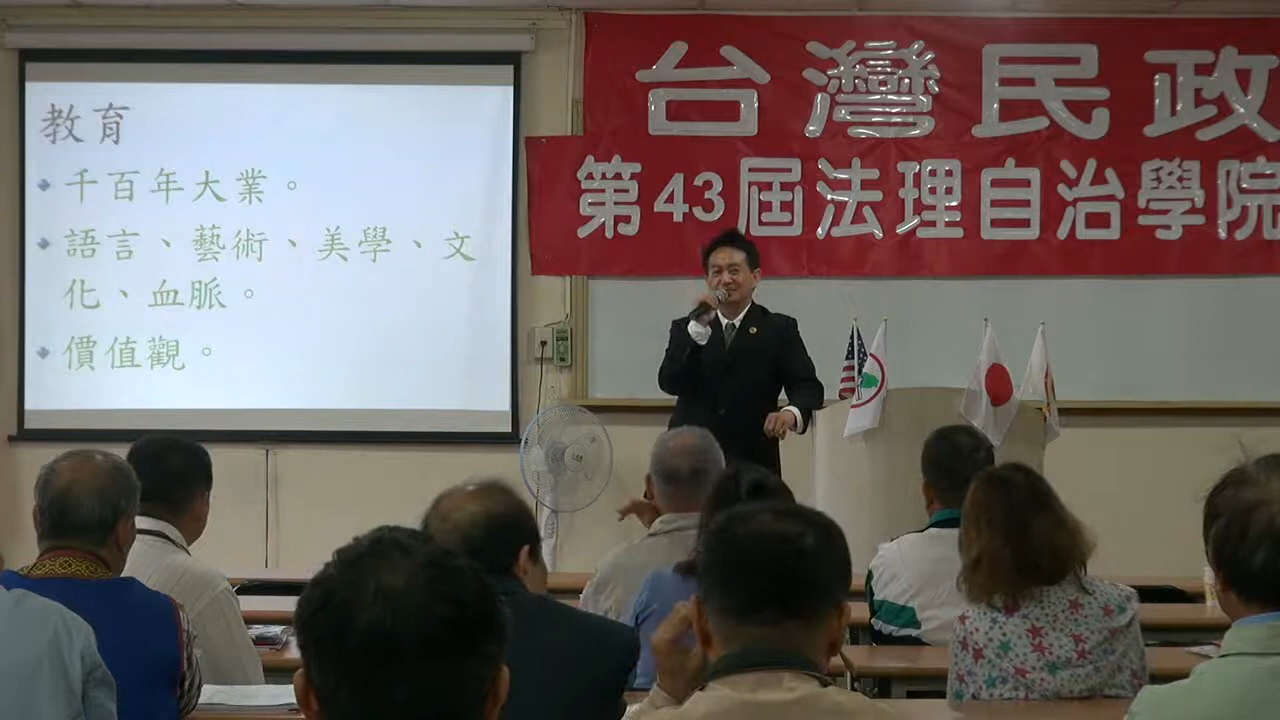 教育
千百年大業。
語言、藝術、美學、文
化、血脈。
價值觀。
台灣民政
第43屆法理自治學院